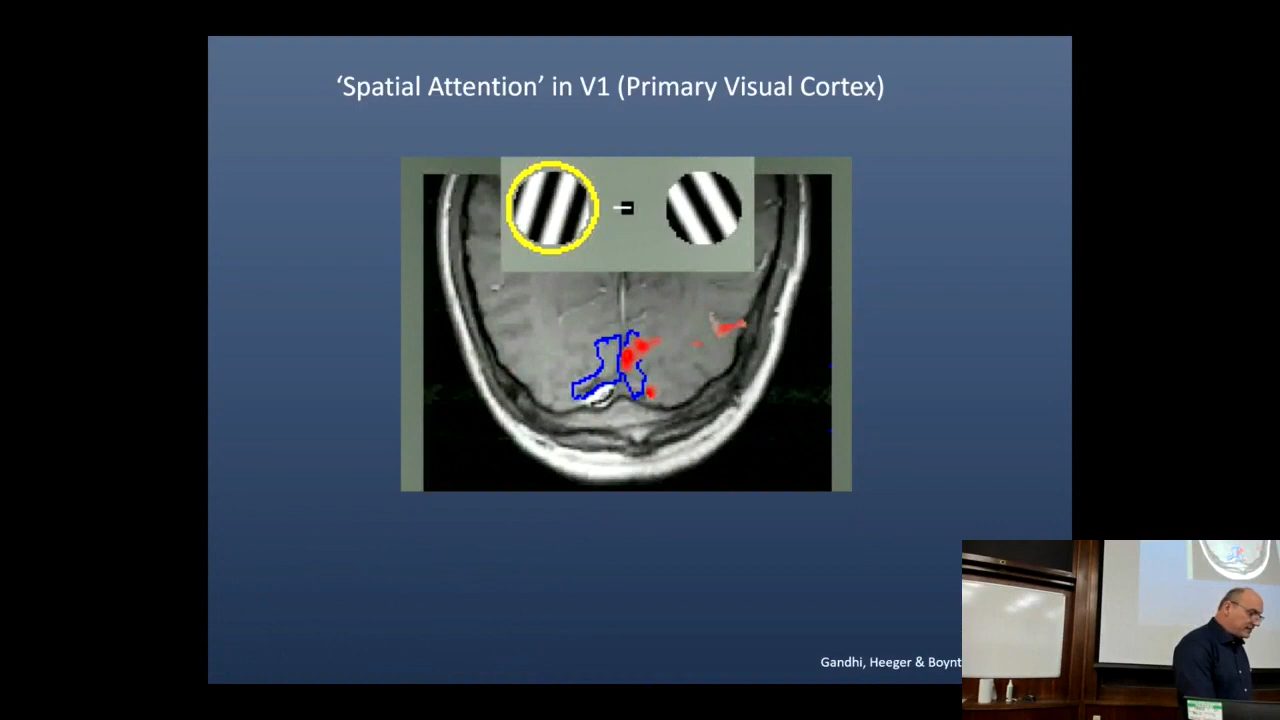 ‘Spatial Attention’ in V1 (Primary Visual Cortex)
Gandhi, Heeger & Boynt